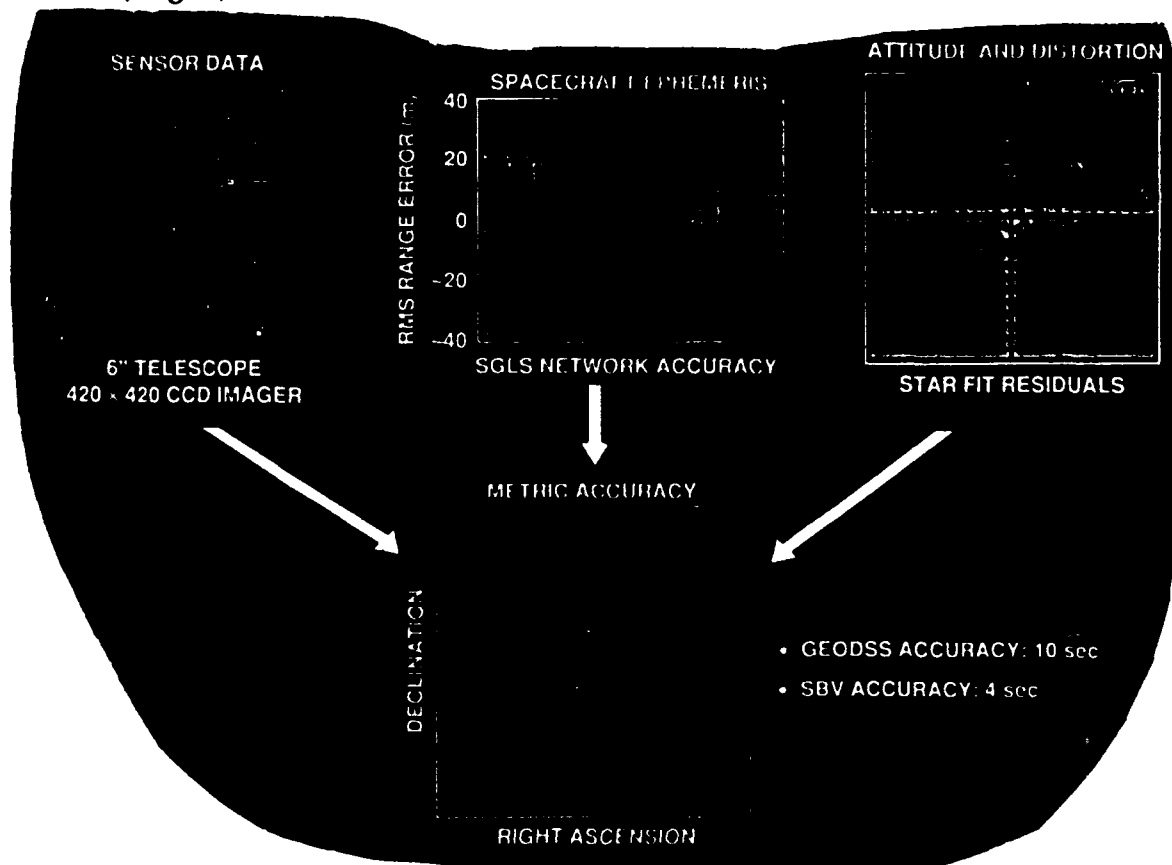 SENSOR DATA
6" TELESCOPE
420 × 420 CCD IMAGER
SPACECRAFT EPHEMERIS
RMS RANGE ERROR (m)
40
20
0
-20
-40
SGLS NETWORK ACCURACY
ATTITUDE AND DISTORTION
STAR FIT RESIDUALS
METRIC ACCURACY
DECLINATION
RIGHT ASCENSION
• GEODSS ACCURACY: 10 sec
• SBV ACCURACY: 4 sec